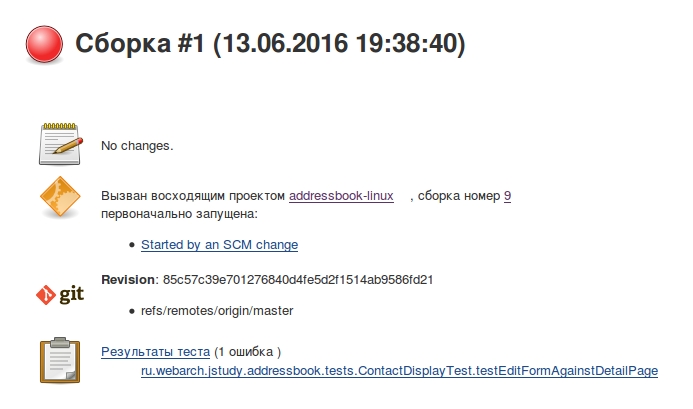 Сборка #1 (13.06.2016 19:38:40)
No changes.
Вызван восходящим проектом addressbook-linux , сборка номер 9
первоначально запущена:
Started by an SCM change
Revision: 85c57c39e701276840d4fe5d2f1514ab9586fd21
git
refs/remotes/origin/master
Результаты теста (1 ошибка )
ru.webarch.jstudy.addressbook.tests.ContactDisplayTest.testEditFormAgainstDetailPage